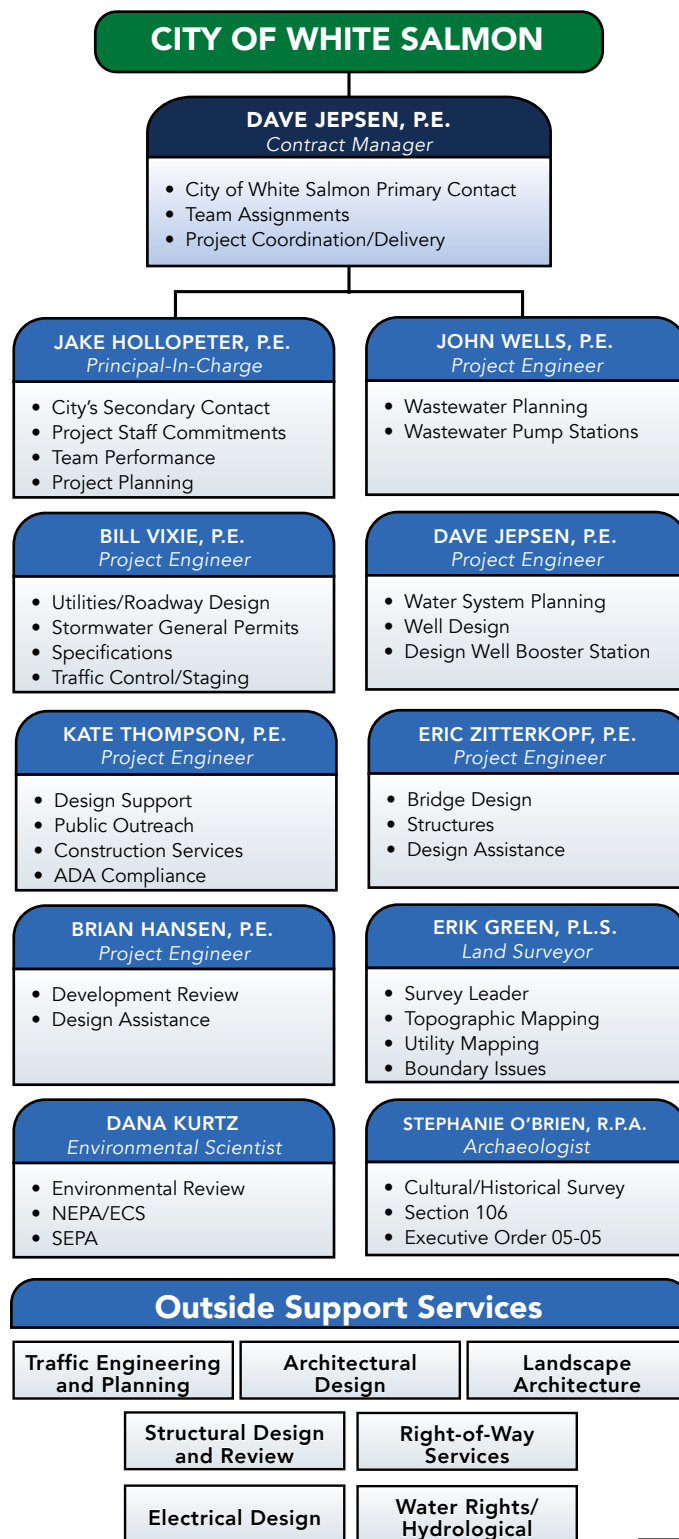 CITY OF WHITE SALMON
DAVE JEPSEN, P.E.
Contract Manager
• City of White Salmon Primary Contact
• Team Assignments
• Project Coordination/Delivery
JAKE HOLLOPETER, P.E.
Principal-In-Charge
• City's Secondary Contact
• Project Staff Commitments
• Team Performance
• Project Planning
JOHN WELLS, P.E.
Project Engineer
• Wastewater Planning
• Wastewater Pump Stations
BILL VIXIE, P.E.
Project Engineer
• Utilities/Roadway Design
• Stormwater General Permits
• Specifications
• Traffic Control/Staging
DAVE JEPSEN, P.E.
Project Engineer
• Water System Planning
• Well Design
• Design Well Booster Station
KATE THOMPSON, P.E.
Project Engineer
• Design Support
• Public Outreach
• Construction Services
• ADA Compliance
ERIC ZITTERKOPF, P.E.
Project Engineer
• Bridge Design
• Structures
• Design Assistance
BRIAN HANSEN, P.E.
Project Engineer
• Development Review
• Design Assistance
ERIK GREEN, P.L.S.
Land Surveyor
• Survey Leader
• Topographic Mapping
• Utility Mapping
• Boundary Issues
DANA KURTZ
Environmental Scientist
• Environmental Review
• NEPA/ECS
• SEPA
STEPHANIE O'BRIEN, R.P.A.
Archaeologist
• Cultural/Historical Survey
• Section 106
• Executive Order 05-05
Outside Support Services
Traffic Engineering
and Planning
Architectural
Design
Landscape
Architecture
Structural Design
and Review
Right-of-Way
Services
Electrical Design
Water Rights/
Hydrological